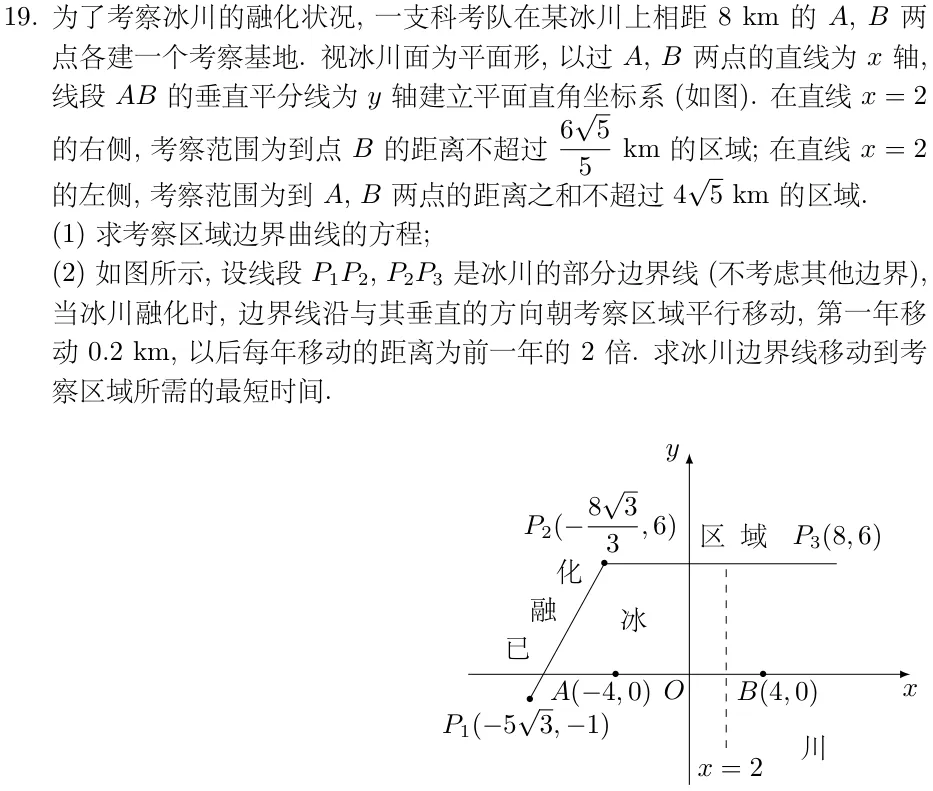 19. 为了考察冰川的融化状况, 一支科考队在某冰川上相距 8 km 的 A, B 两
点各建一个考察基地. 视冰川面为平面形, 以过 A, B 两点的直线为 x 轴,
线段 AB 的垂直平分线为 y 轴建立平面直角坐标系 (如图). 在直线 x = 2
的右侧, 考察范围为到点 B 的距离不超过 $\frac{6\sqrt{5}}{5}$ km 的区域; 在直线 x = 2
的左侧, 考察范围为到 A, B 两点的距离之和不超过 $4\sqrt{5}$ km 的区域.
(1) 求考察区域边界曲线的方程;
(2) 如图所示, 设线段 P₁P₂, P₂P₃ 是冰川的部分边界线 (不考虑其他边界),
当冰川融化时, 边界线沿与其垂直的方向朝考察区域平行移动, 第一年移
动 0.2 km, 以后每年移动的距离为前一年的 2 倍. 求冰川边界线移动到考
察区域所需的最短时间.
y
P₂($-\frac{8\sqrt{3}}{3}$, 6)
区 域
P₃(8, 6)
化
融
冰
已
A(−4, 0)
O
B(4, 0)
x
P₁($-5\sqrt{3}$, −1)
川
x = 2